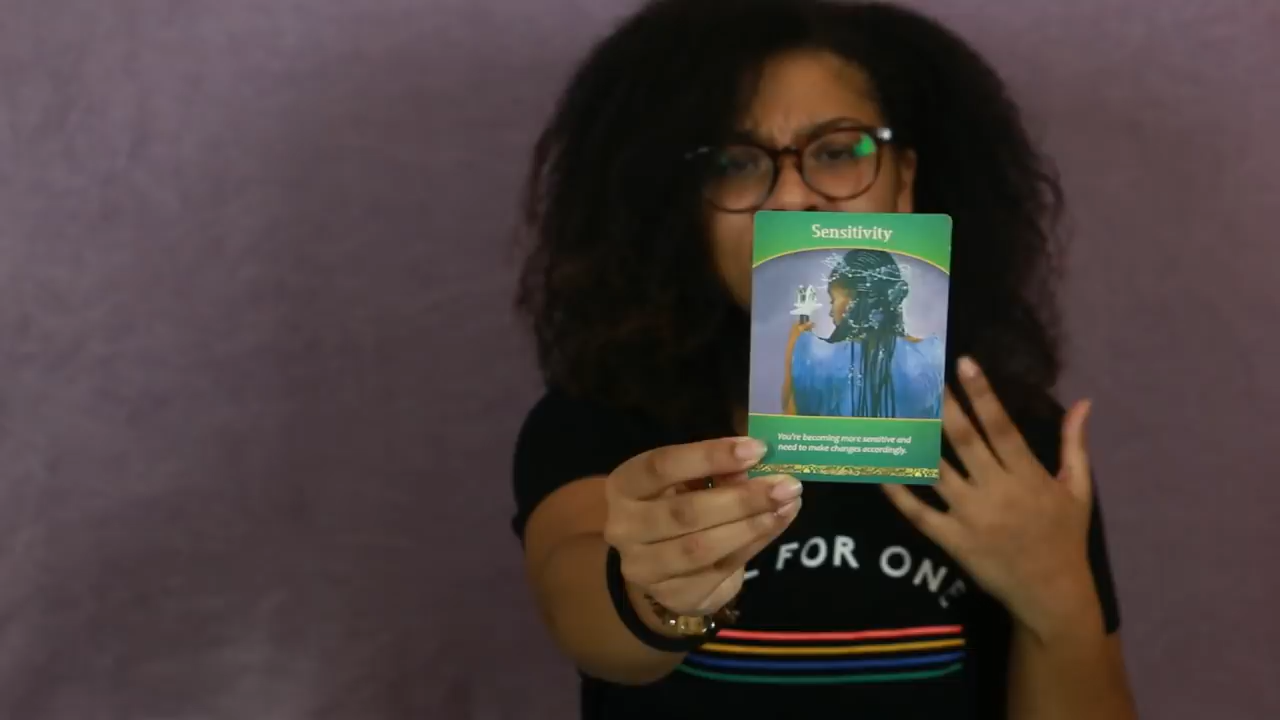 Sensitivity
You're becoming more sensitive and
need to make changes accordingly.
FOR ONE